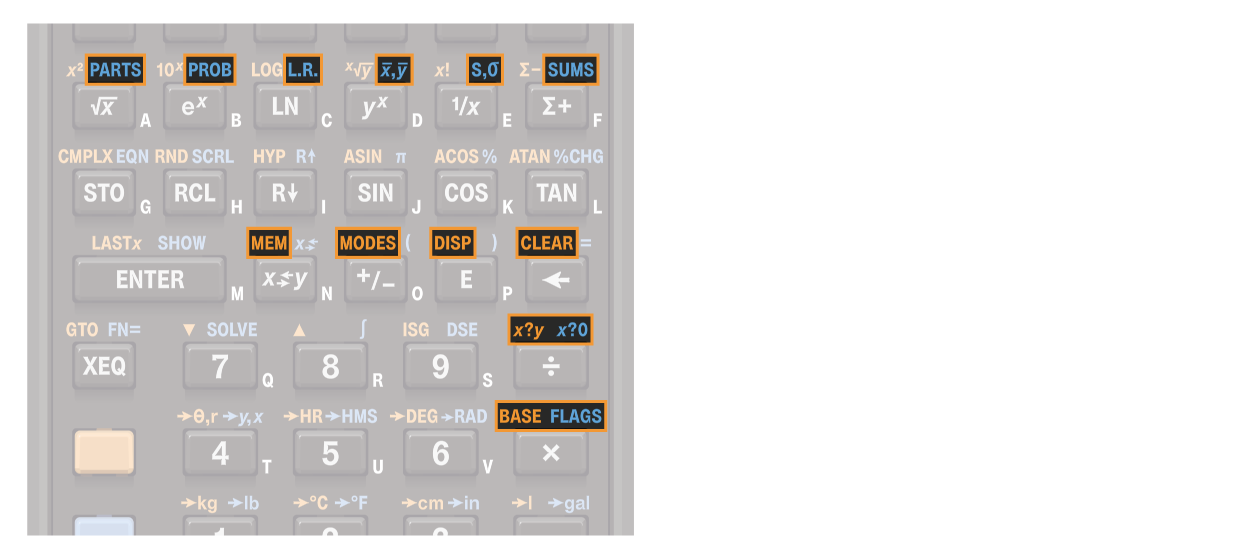 x² PARTS 10ˣ PROB LOG L.R. ˣ√y x̅,y̅ x! S,σ Σ− SUMS
√x A eˣ B LN C yˣ D 1/x E Σ+ F
CMPLX EQN RND SCRL HYP R↑ ASIN π ACOS % ATAN %CHG
STO G RCL H R↓ I SIN J COS K TAN L
LASTx SHOW MEM x⇄ MODES ( DISP ) CLEAR =
ENTER M x⇄y N +/− O E P ←
GTO FN= ▼ SOLVE ▲ ∫ ISG DSE x?y x?0
XEQ 7 Q 8 R 9 S ÷
→θ,r →y,x →HR →HMS →DEG →RAD BASE FLAGS
4 T 5 U 6 V ×
→kg →lb →°C →°F →cm →in →l →gal